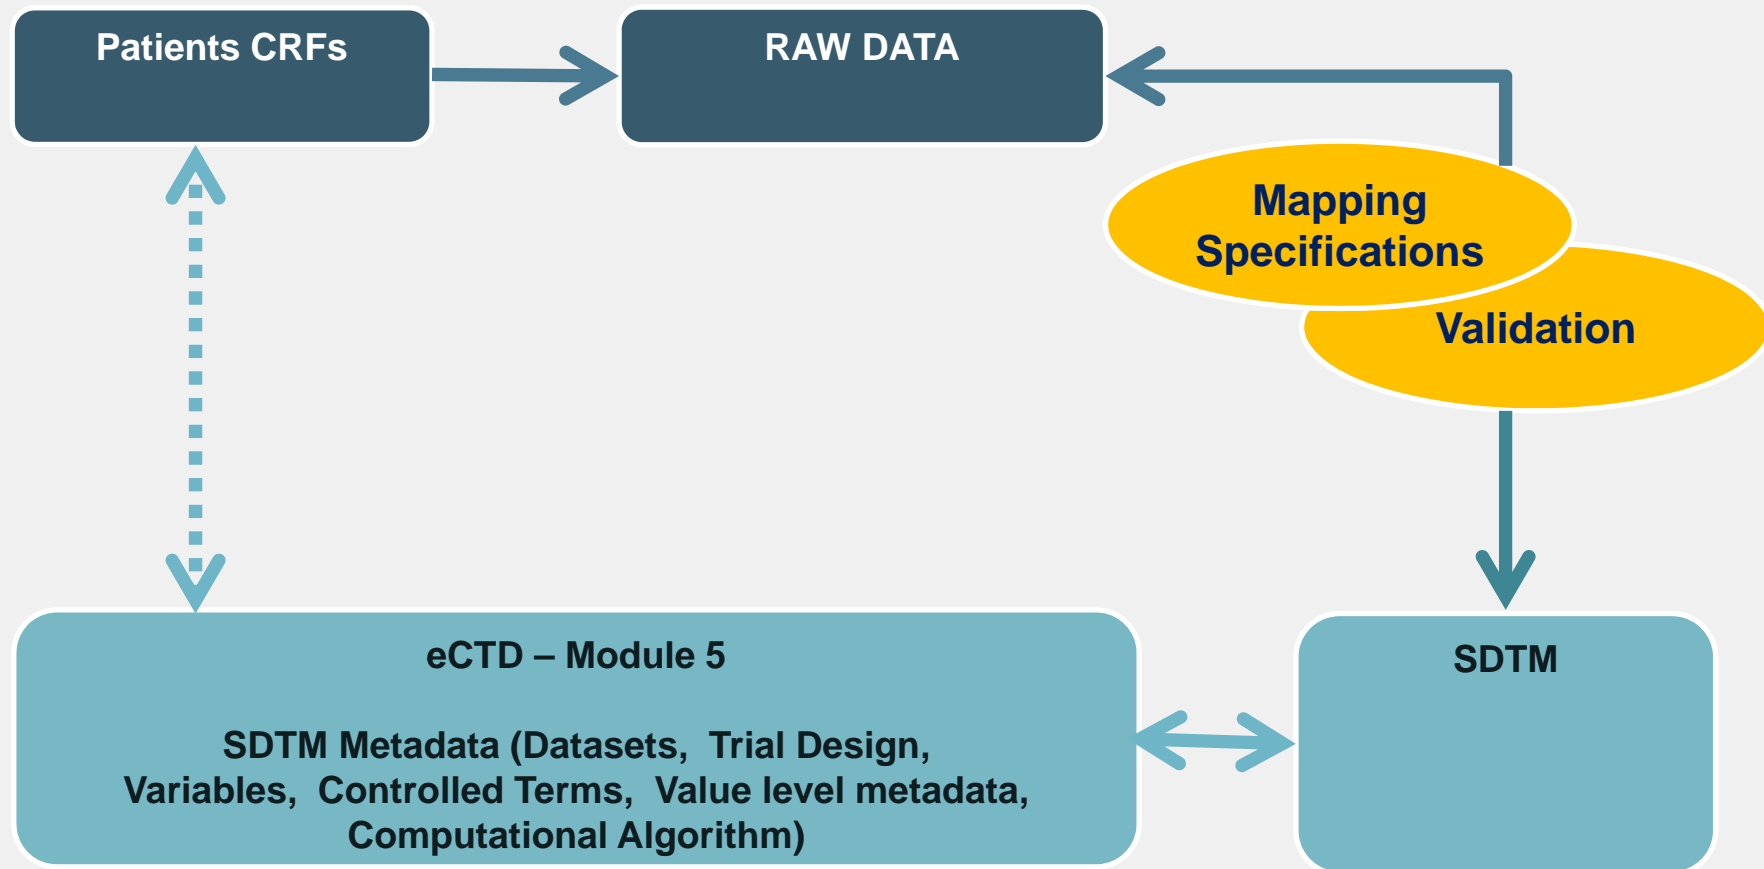 Patients CRFs
RAW DATA
Mapping
Specifications
Validation
eCTD – Module 5
SDTM Metadata (Datasets, Trial Design,
Variables, Controlled Terms, Value level metadata,
Computational Algorithm)
SDTM